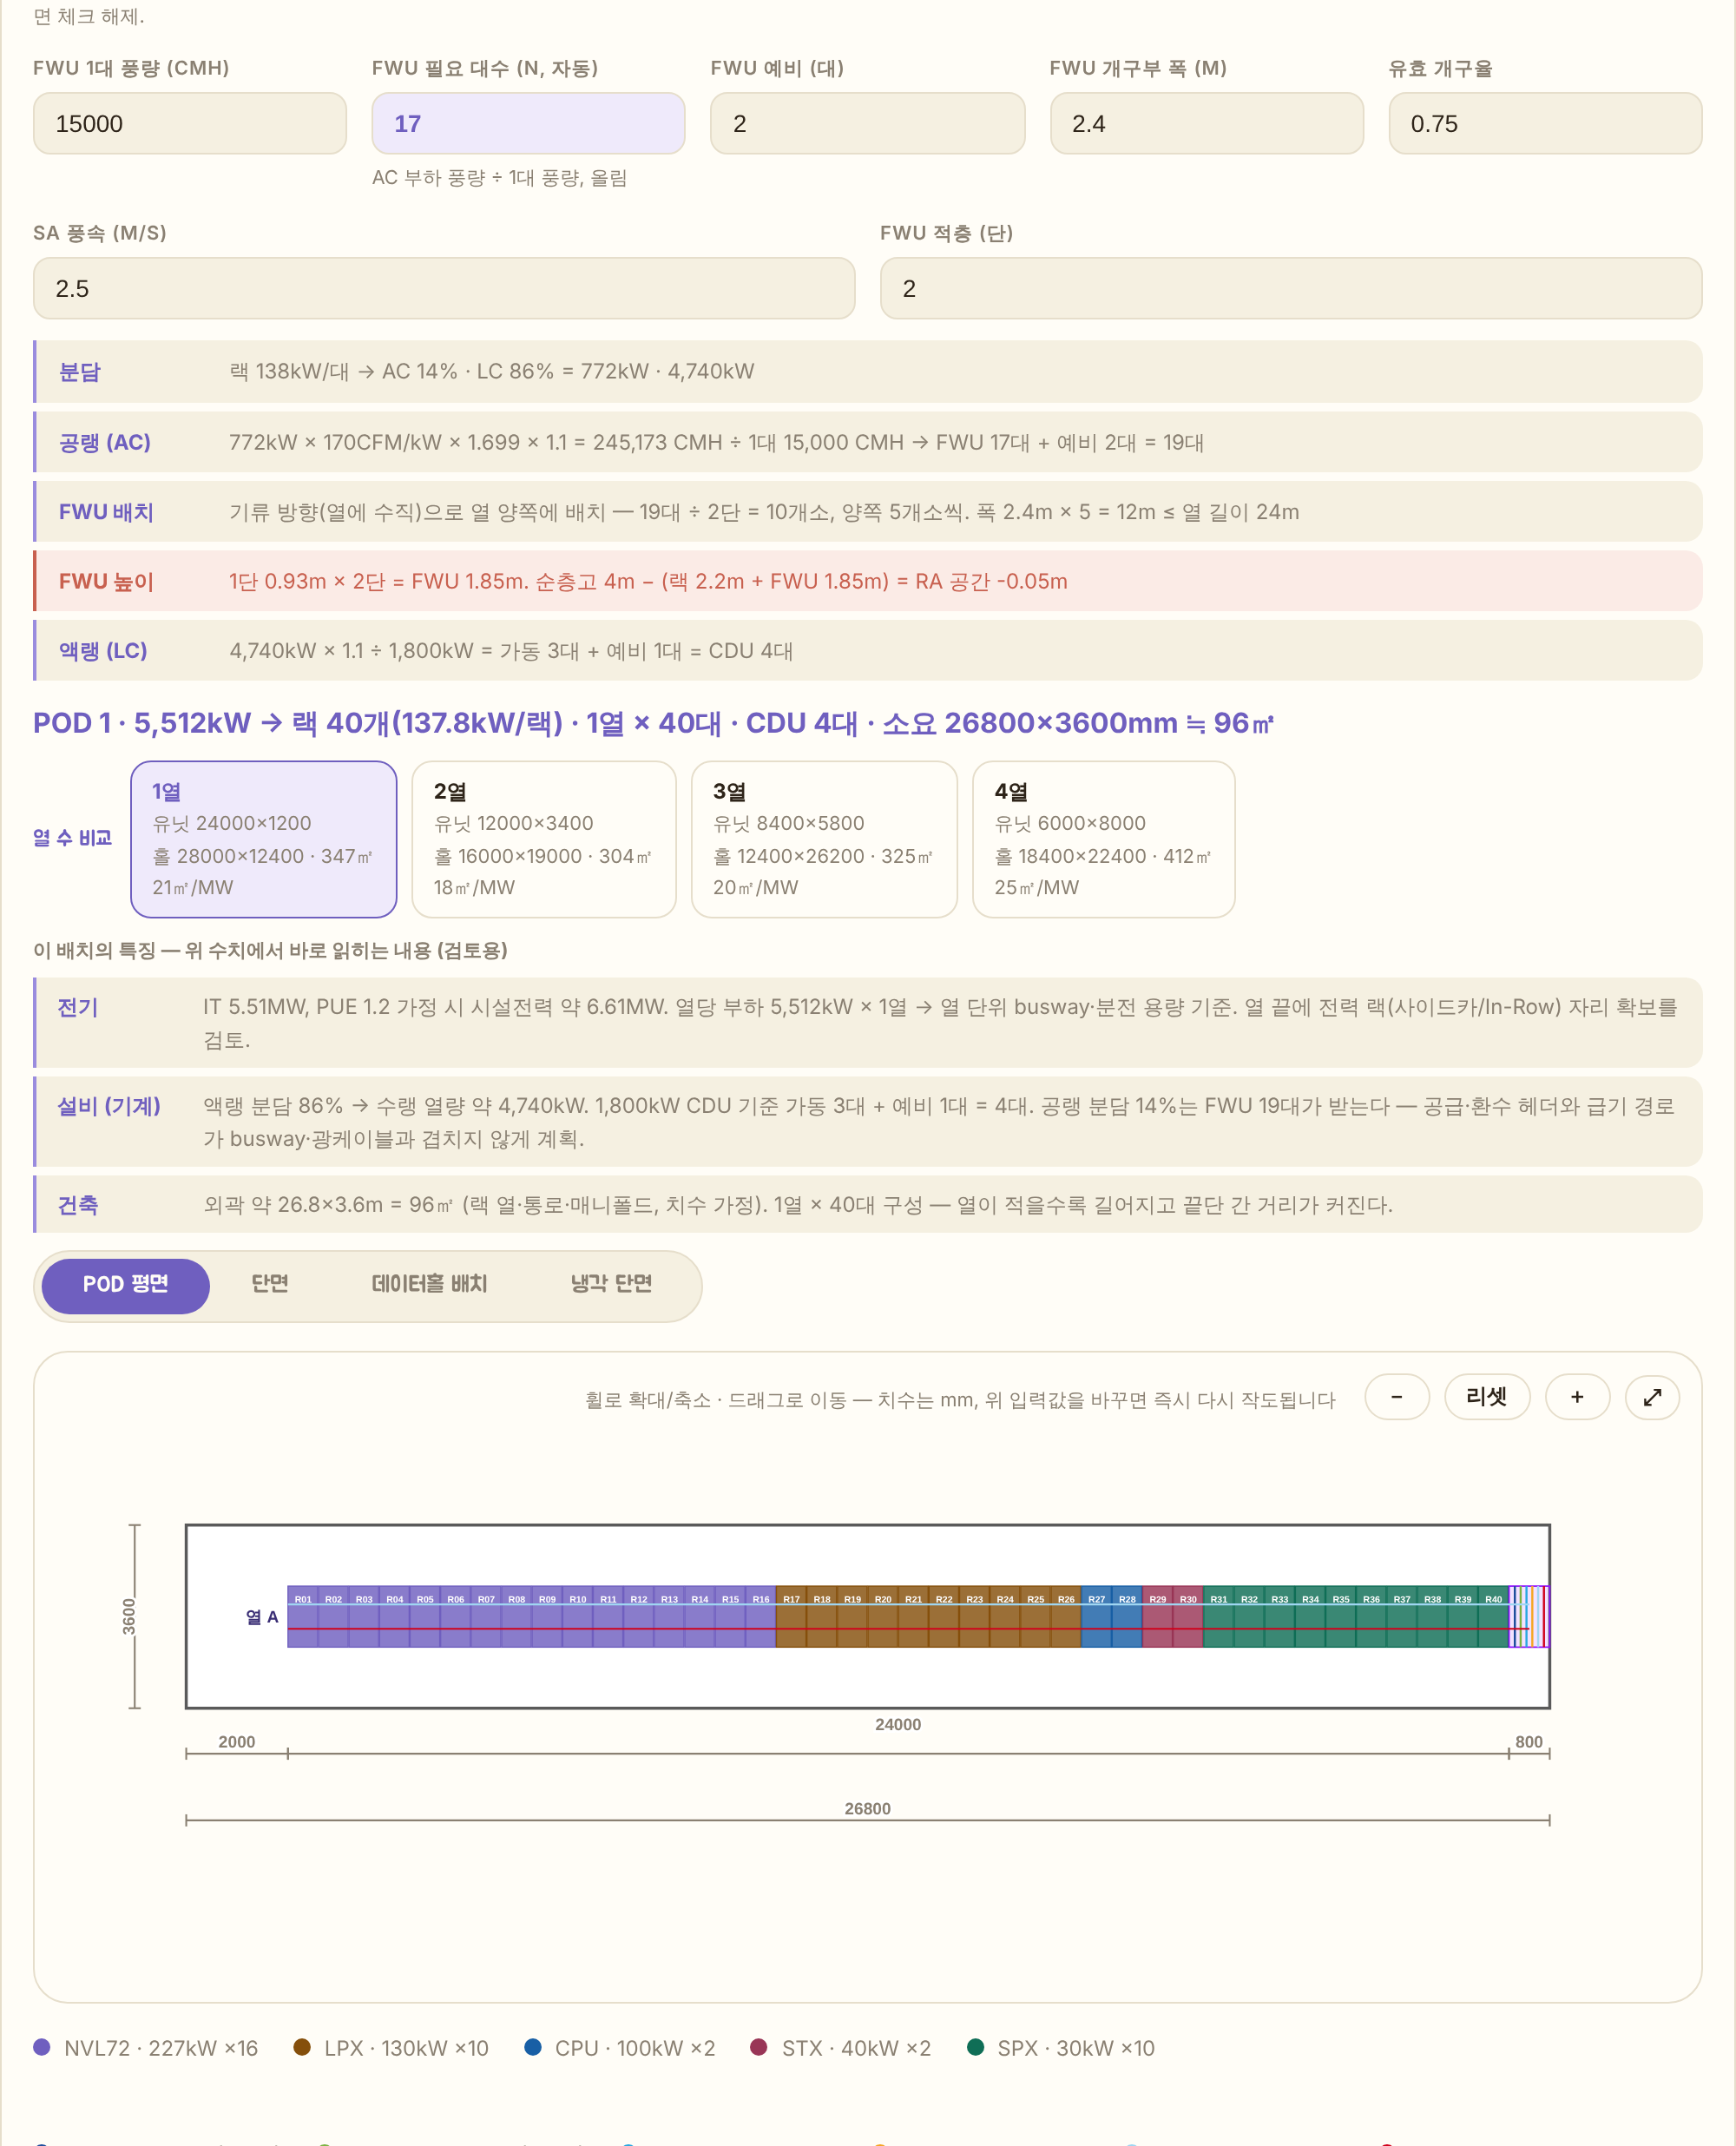 면 체크 해제.
FWU 1대 풍량 (CMH)
FWU 필요 대수 (N, 자동)
FWU 예비 (대)
FWU 개구부 폭 (M)
유효 개구율
15000
17
2
2.4
0.75
AC 부하 풍량 ÷ 1대 풍량, 올림
SA 풍속 (M/S)
FWU 적층 (단)
2.5
2
분담
랙 138kW/대 → AC 14% · LC 86% = 772kW · 4,740kW
공랭 (AC)
772kW × 170CFM/kW × 1.699 × 1.1 = 245,173 CMH ÷ 1대 15,000 CMH → FWU 17대 + 예비 2대 = 19대
FWU 배치
기류 방향(열에 수직)으로 열 양쪽에 배치 — 19대 ÷ 2단 = 10개소, 양쪽 5개소씩. 폭 2.4m × 5 = 12m ≤ 열 길이 24m
FWU 높이
1단 0.93m × 2단 = FWU 1.85m. 순층고 4m − (랙 2.2m + FWU 1.85m) = RA 공간 -0.05m
액랭 (LC)
4,740kW × 1.1 ÷ 1,800kW = 가동 3대 + 예비 1대 = CDU 4대
POD 1 · 5,512kW → 랙 40개(137.8kW/랙) · 1열 × 40대 · CDU 4대 · 소요 26800×3600mm ≒ 96㎡
열 수 비교
1열
유닛 24000×1200
홀 28000×12400 · 347㎡
21㎡/MW
2열
유닛 12000×3400
홀 16000×19000 · 304㎡
18㎡/MW
3열
유닛 8400×5800
홀 12400×26200 · 325㎡
20㎡/MW
4열
유닛 6000×8000
홀 18400×22400 · 412㎡
25㎡/MW
이 배치의 특징 — 위 수치에서 바로 읽히는 내용 (검토용)
전기
IT 5.51MW, PUE 1.2 가정 시 시설전력 약 6.61MW. 열당 부하 5,512kW × 1열 → 열 단위 busway·분전 용량 기준. 열 끝에 전력 랙(사이드카/In-Row) 자리 확보를
검토.
설비 (기계)
액랭 분담 86% → 수랭 열량 약 4,740kW. 1,800kW CDU 기준 가동 3대 + 예비 1대 = 4대. 공랭 분담 14%는 FWU 19대가 받는다 — 공급·환수 헤더와 급기 경로
가 busway·광케이블과 겹치지 않게 계획.
건축
외곽 약 26.8×3.6m = 96㎡ (랙 열·통로·매니폴드, 치수 가정). 1열 × 40대 구성 — 열이 적을수록 길어지고 끝단 간 거리가 커진다.
POD 평면
단면
데이터홀 배치
냉각 단면
휠로 확대/축소 · 드래그로 이동 — 치수는 mm, 위 입력값을 바꾸면 즉시 다시 작도됩니다
−
리셋
+
3600
열 A
R01 R02 R03 R04 R05 R06 R07 R08 R09 R10 R11 R12 R13 R14 R15 R16 R17 R18 R19 R20 R21 R22 R23 R24 R25 R26 R27 R28 R29 R30 R31 R32 R33 R34 R35 R36 R37 R38 R39 R40
24000
2000
800
26800
NVL72 · 227kW ×16
LPX · 130kW ×10
CPU · 100kW ×2
STX · 40kW ×2
SPX · 30kW ×10